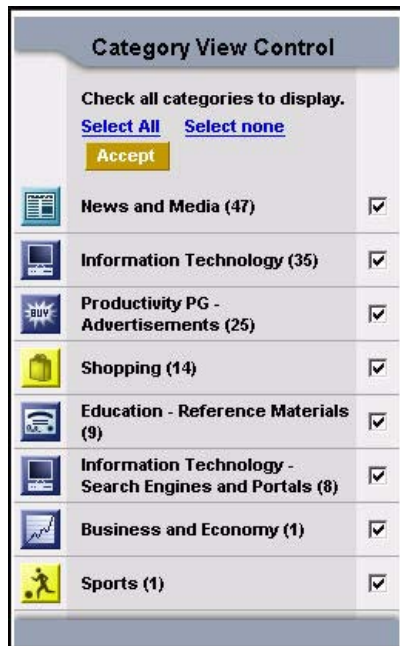 Category View Control
Check all categories to display.
Select All Select none
Accept
News and Media (47)
Information Technology (35)
BUY
Productivity PG -
Advertisements (25)
Shopping (14)
Education - Reference Materials
(9)
Information Technology -
Search Engines and Portals (8)
Business and Economy (1)
Sports (1)